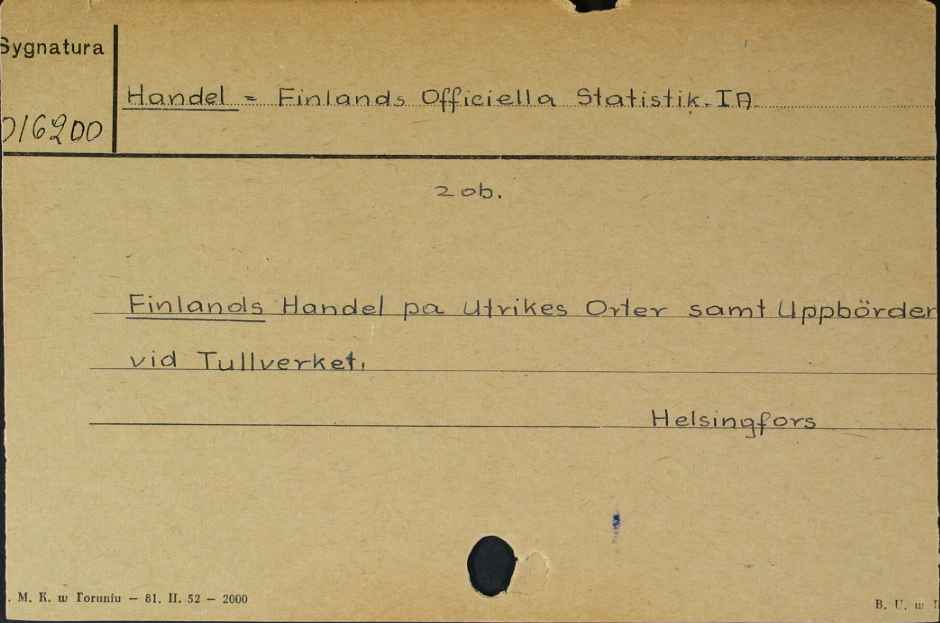 Sygnatura
Handel = Finlands Officiella Statistik. IA
016200
2 ob.
Finlands Handel pa Utrikes Orter samt Uppbörder
vid Tullverket.
Helsingfors
. M. K. w Toruniu — 81. II. 52 — 2000
B. U. w